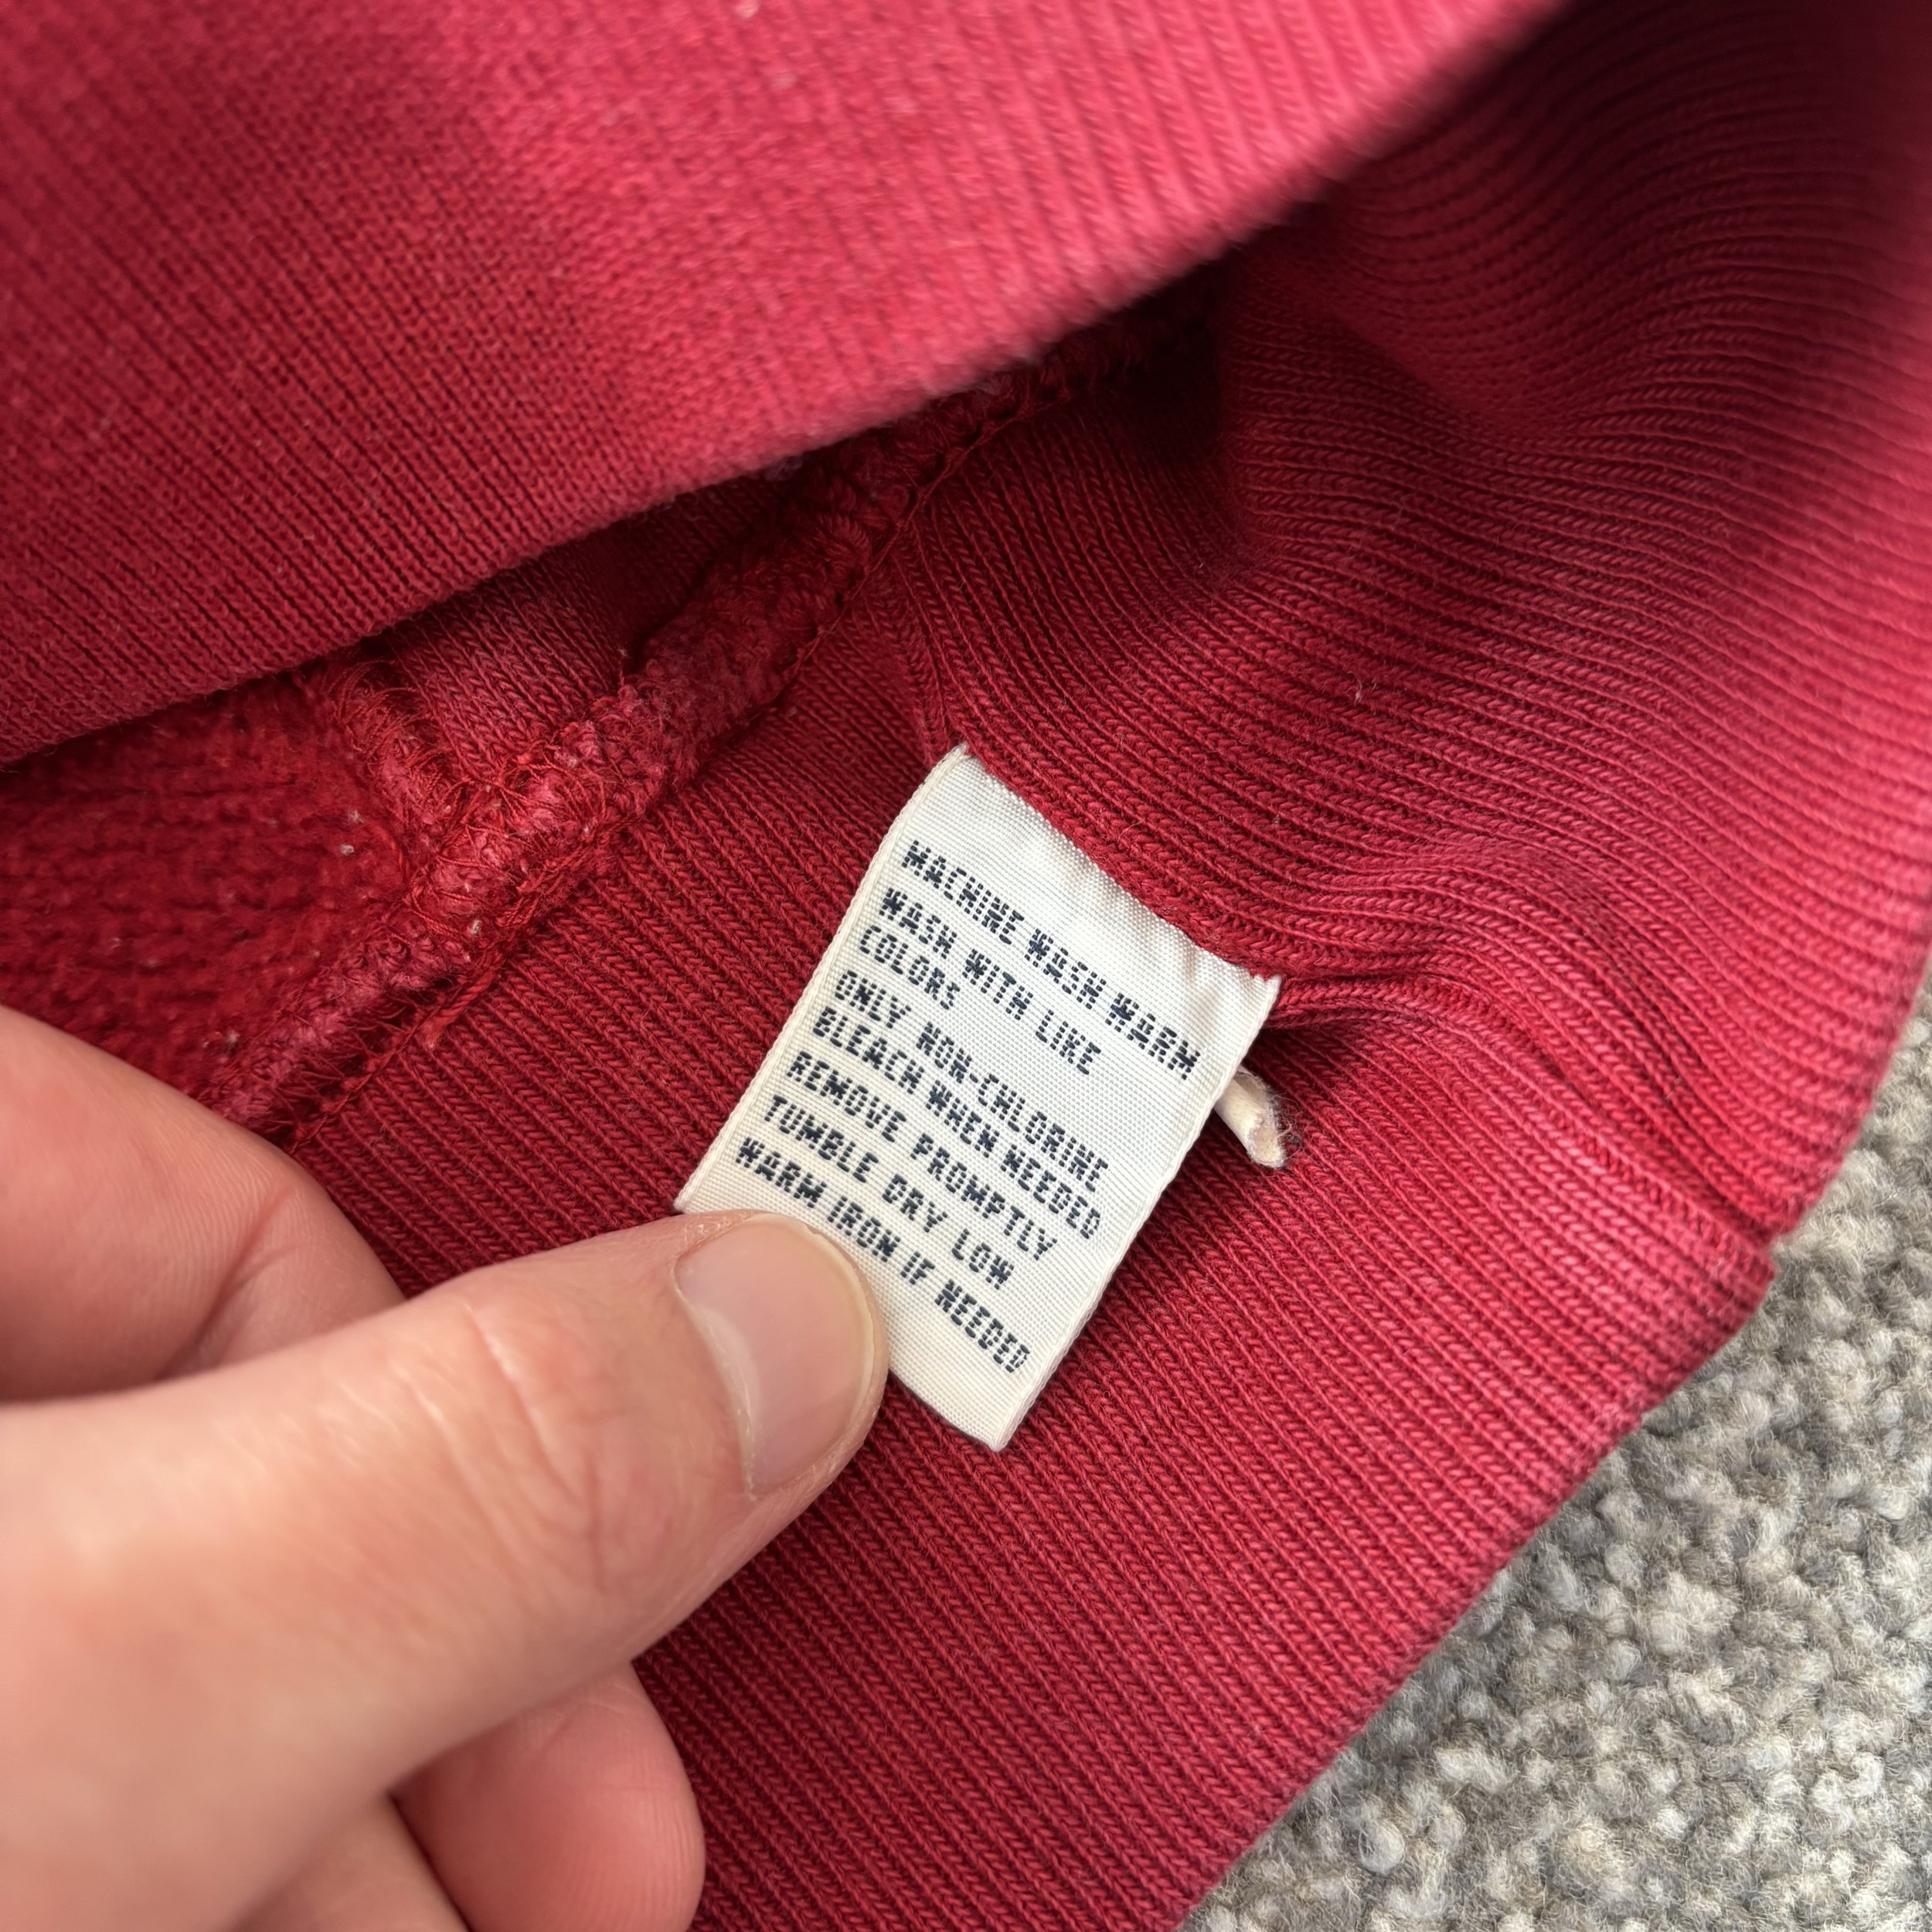 MACHINE WASH WARM
WASH WITH LIKE
COLORS
ONLY NON-CHLORINE
BLEACH WHEN NEEDED
REMOVE PROMPTLY
TUMBLE DRY LOW
WARM IRON IF NEEDED